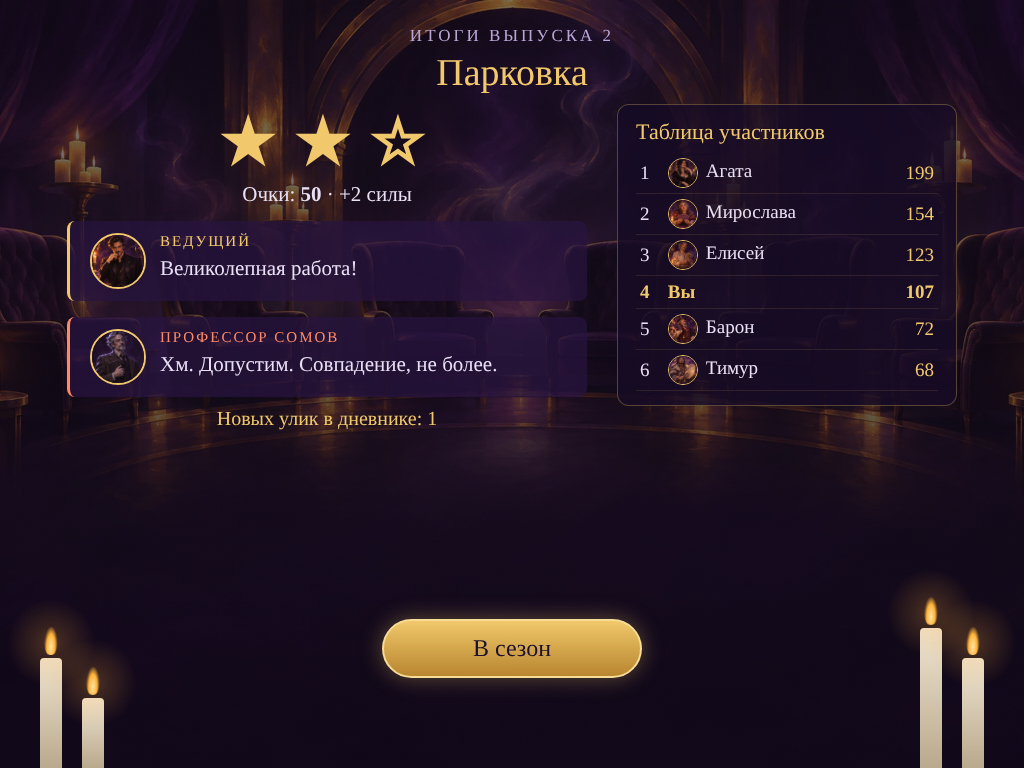 ИТОГИ ВЫПУСКА 2
Парковка
Очки: 50 · +2 силы
ВЕДУЩИЙ
Великолепная работа!
ПРОФЕССОР СОМОВ
Хм. Допустим. Совпадение, не более.
Новых улик в дневнике: 1
Таблица участников
1 Агата 199
2 Мирослава 154
3 Елисей 123
4 Вы 107
5 Барон 72
6 Тимур 68
В сезон